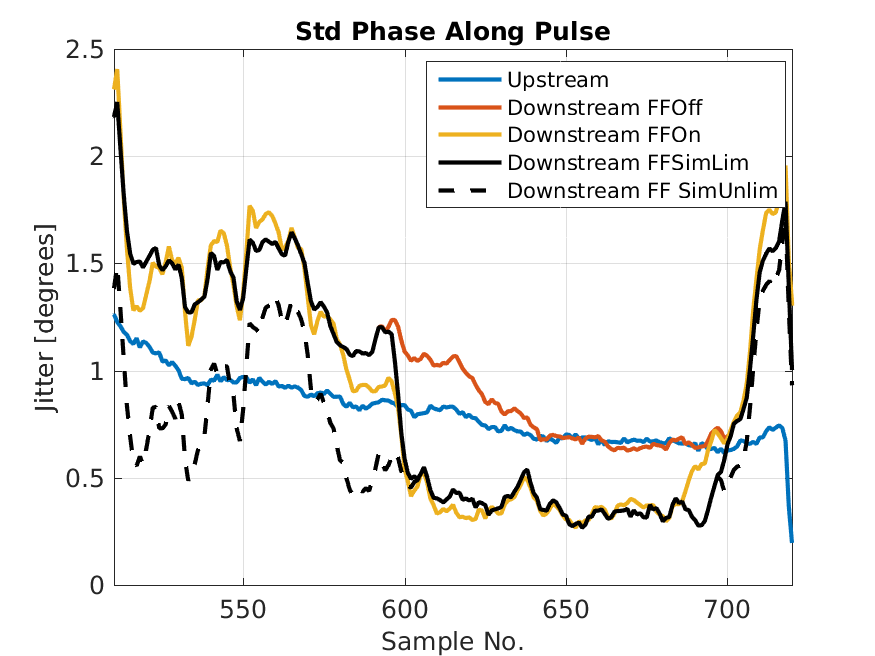 Std Phase Along Pulse
Jitter [degrees]
2.5
2
1.5
1
0.5
0
Upstream
Downstream FFOff
Downstream FFOn
Downstream FFSimLim
Downstream FF SimUnlim
550 600 650 700
Sample No.